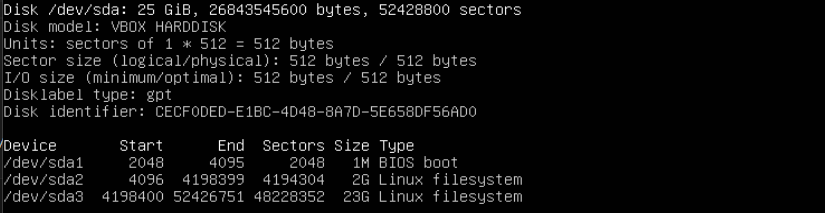 Disk /dev/sda: 25 GiB, 26843545600 bytes, 52428800 sectors
Disk model: VBOX HARDDISK
Units: sectors of 1 * 512 = 512 bytes
Sector size (logical/physical): 512 bytes / 512 bytes
I/O size (minimum/optimal): 512 bytes / 512 bytes
Disklabel type: gpt
Disk identifier: CECF0DED-E1BC-4D48-8A7D-5E658DF56AD0

Device       Start      End  Sectors Size Type
/dev/sda1     2048     4095     2048   1M BIOS boot
/dev/sda2     4096  4198399  4194304   2G Linux filesystem
/dev/sda3  4198400 52426751 48228352  23G Linux filesystem